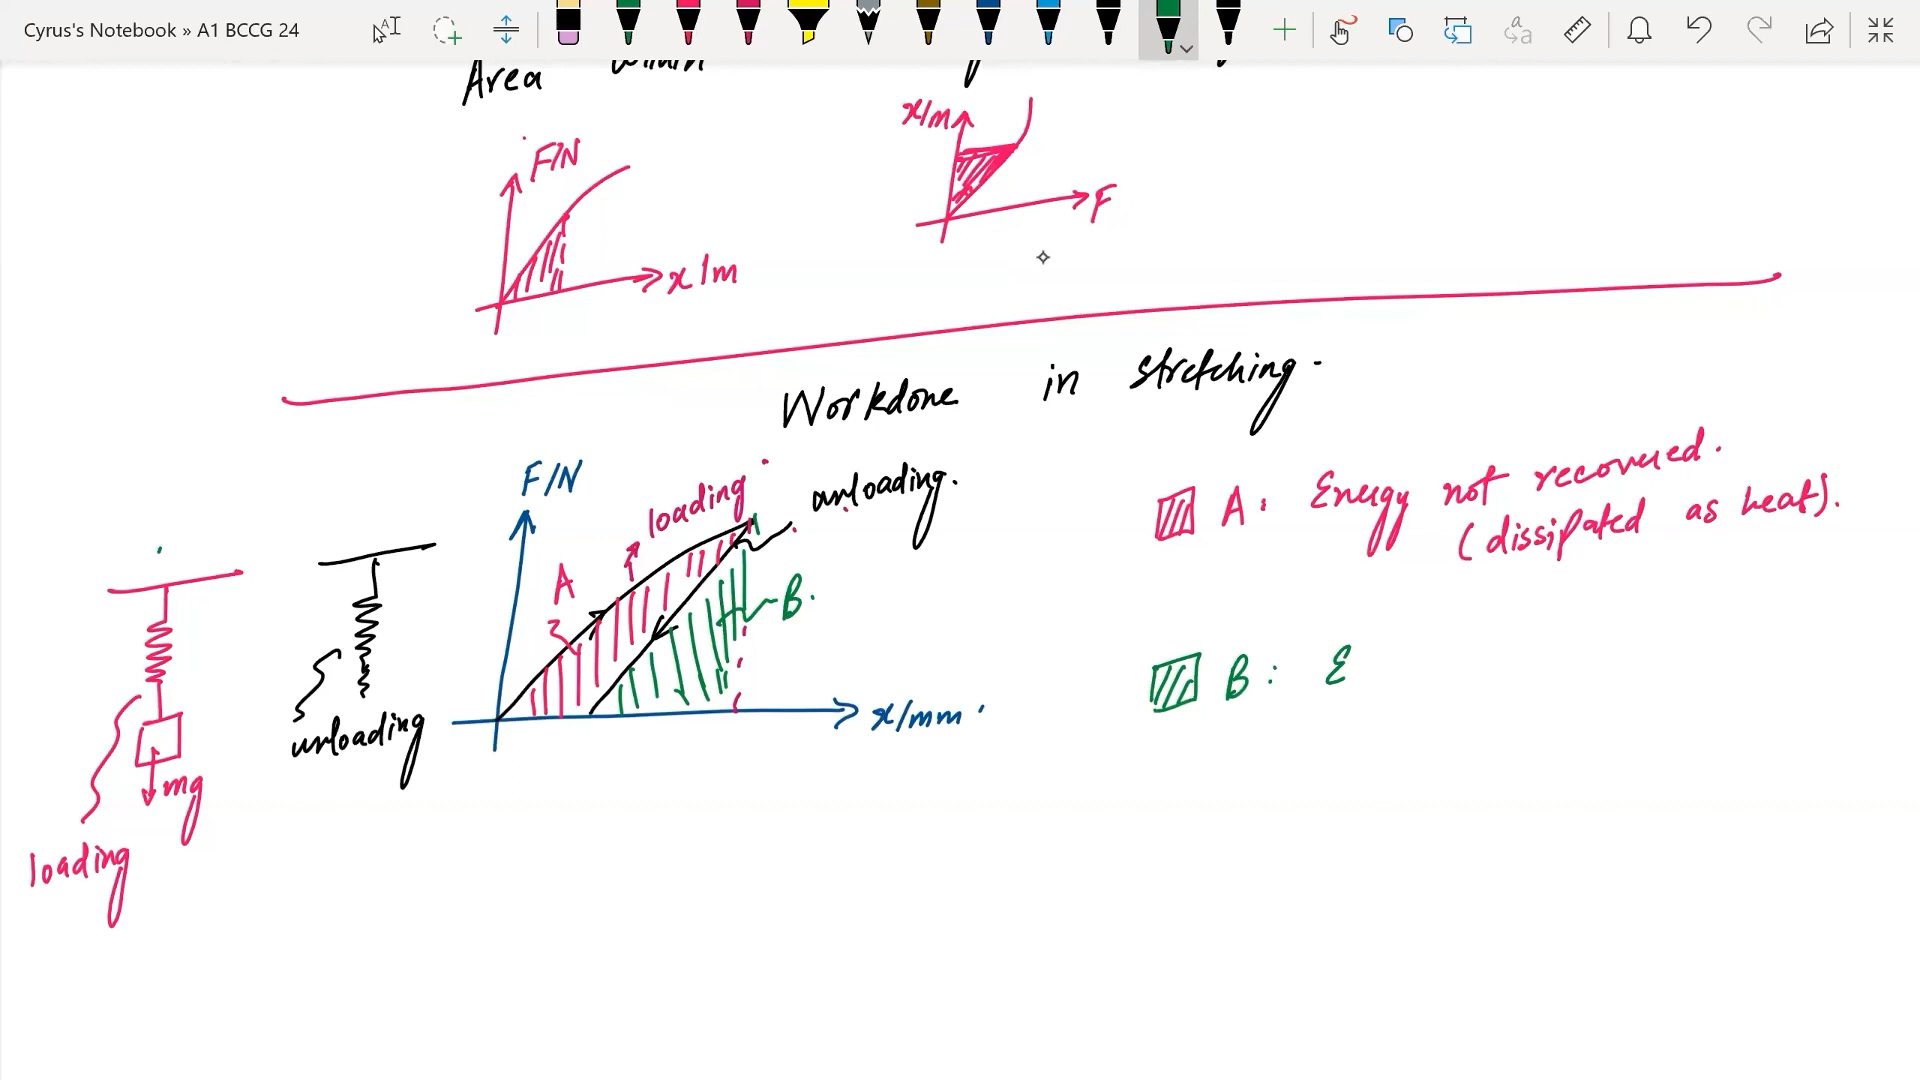 Cyrus's Notebook » A1 BCCG 24
Area
F/N
x/m
x/m
F
Workdone in stretching.
F/N
loading
unloading.
A
B.
x/mm
mg
loading
unloading
A: Energy not recovered.
(dissipated as heat).
B: E